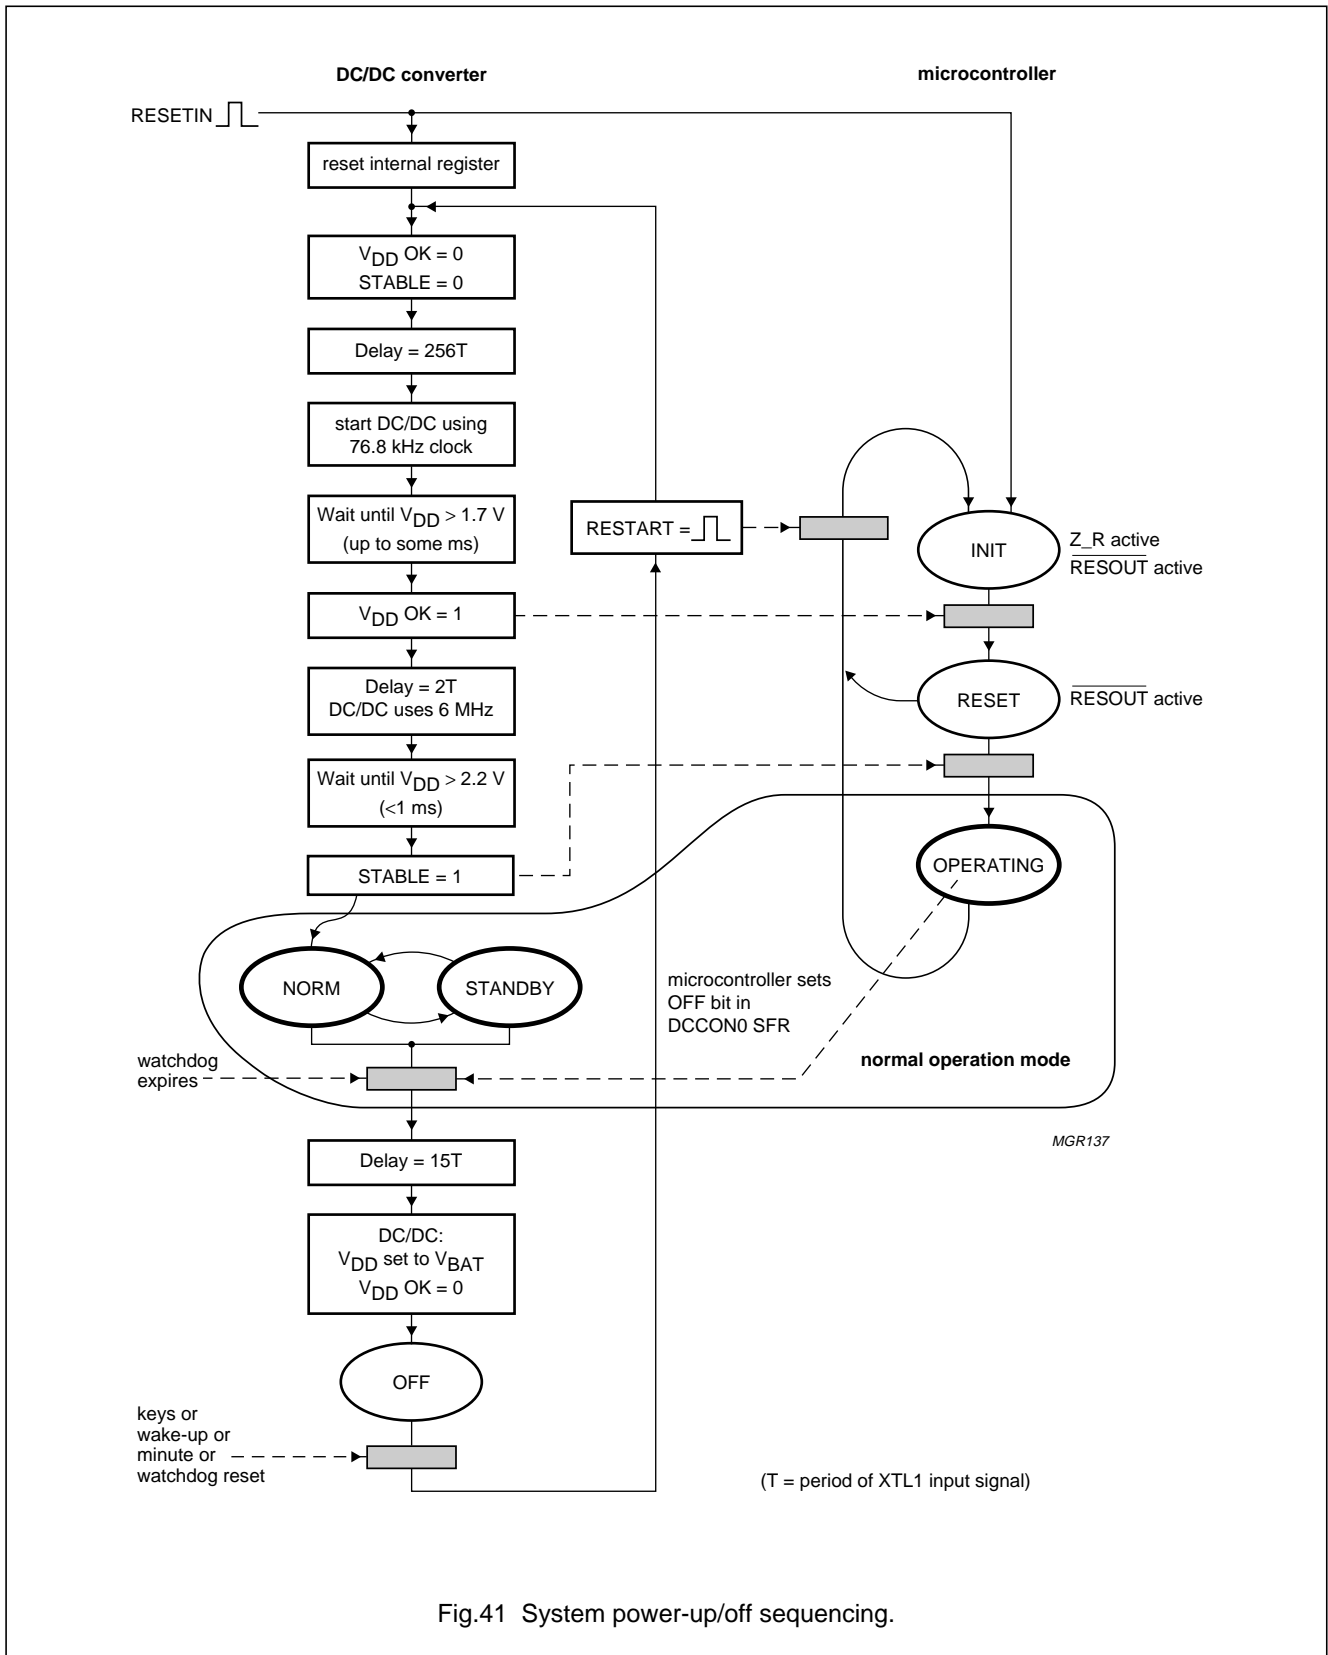 DC/DC converter
microcontroller
RESETIN
reset internal register
VDD OK = 0
STABLE = 0
Delay = 256T
start DC/DC using
76.8 kHz clock
Wait until VDD > 1.7 V
(up to some ms)
RESTART =
INIT
Z_R active
RESOUT active
VDD OK = 1
Delay = 2T
DC/DC uses 6 MHz
RESET
RESOUT active
Wait until VDD > 2.2 V
(<1 ms)
STABLE = 1
OPERATING
NORM
STANDBY
microcontroller sets
OFF bit in
DCCON0 SFR
watchdog
expires
normal operation mode
MGR137
Delay = 15T
DC/DC:
VDD set to VBAT
VDD OK = 0
OFF
keys or
wake-up or
minute or
watchdog reset
(T = period of XTL1 input signal)
Fig.41 System power-up/off sequencing.